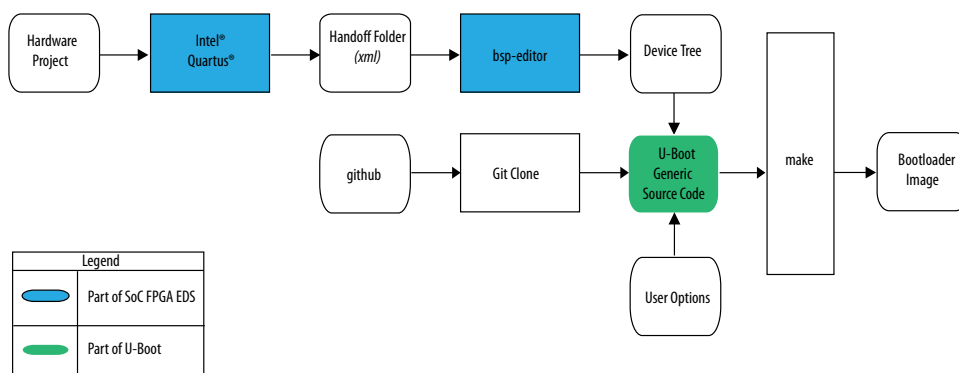 Hardware
Project
Intel®
Quartus®
Handoff Folder
(xml)
bsp-editor
Device Tree
github
Git Clone
U-Boot
Generic
Source Code
make
Bootloader
Image
User Options
Legend
Part of SoC FPGA EDS
Part of U-Boot